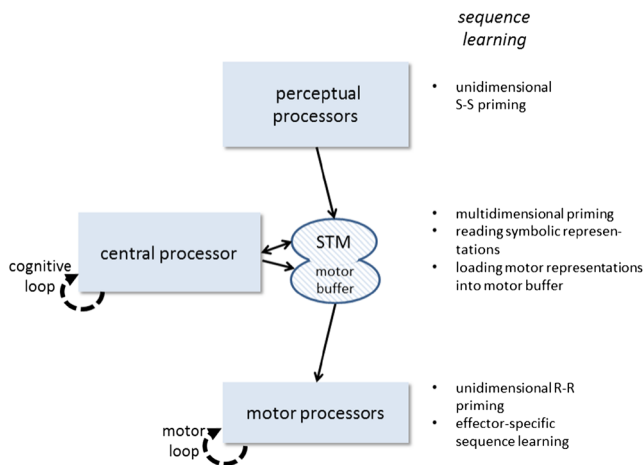 sequence
learning
perceptual
processors
• unidimensional
S-S priming
central processor
STM
motor
buffer
cognitive
loop
• multidimensional priming
• reading symbolic represen-
tations
• loading motor representations
into motor buffer
motor processors
motor
loop
• unidimensional R-R
priming
• effector-specific
sequence learning